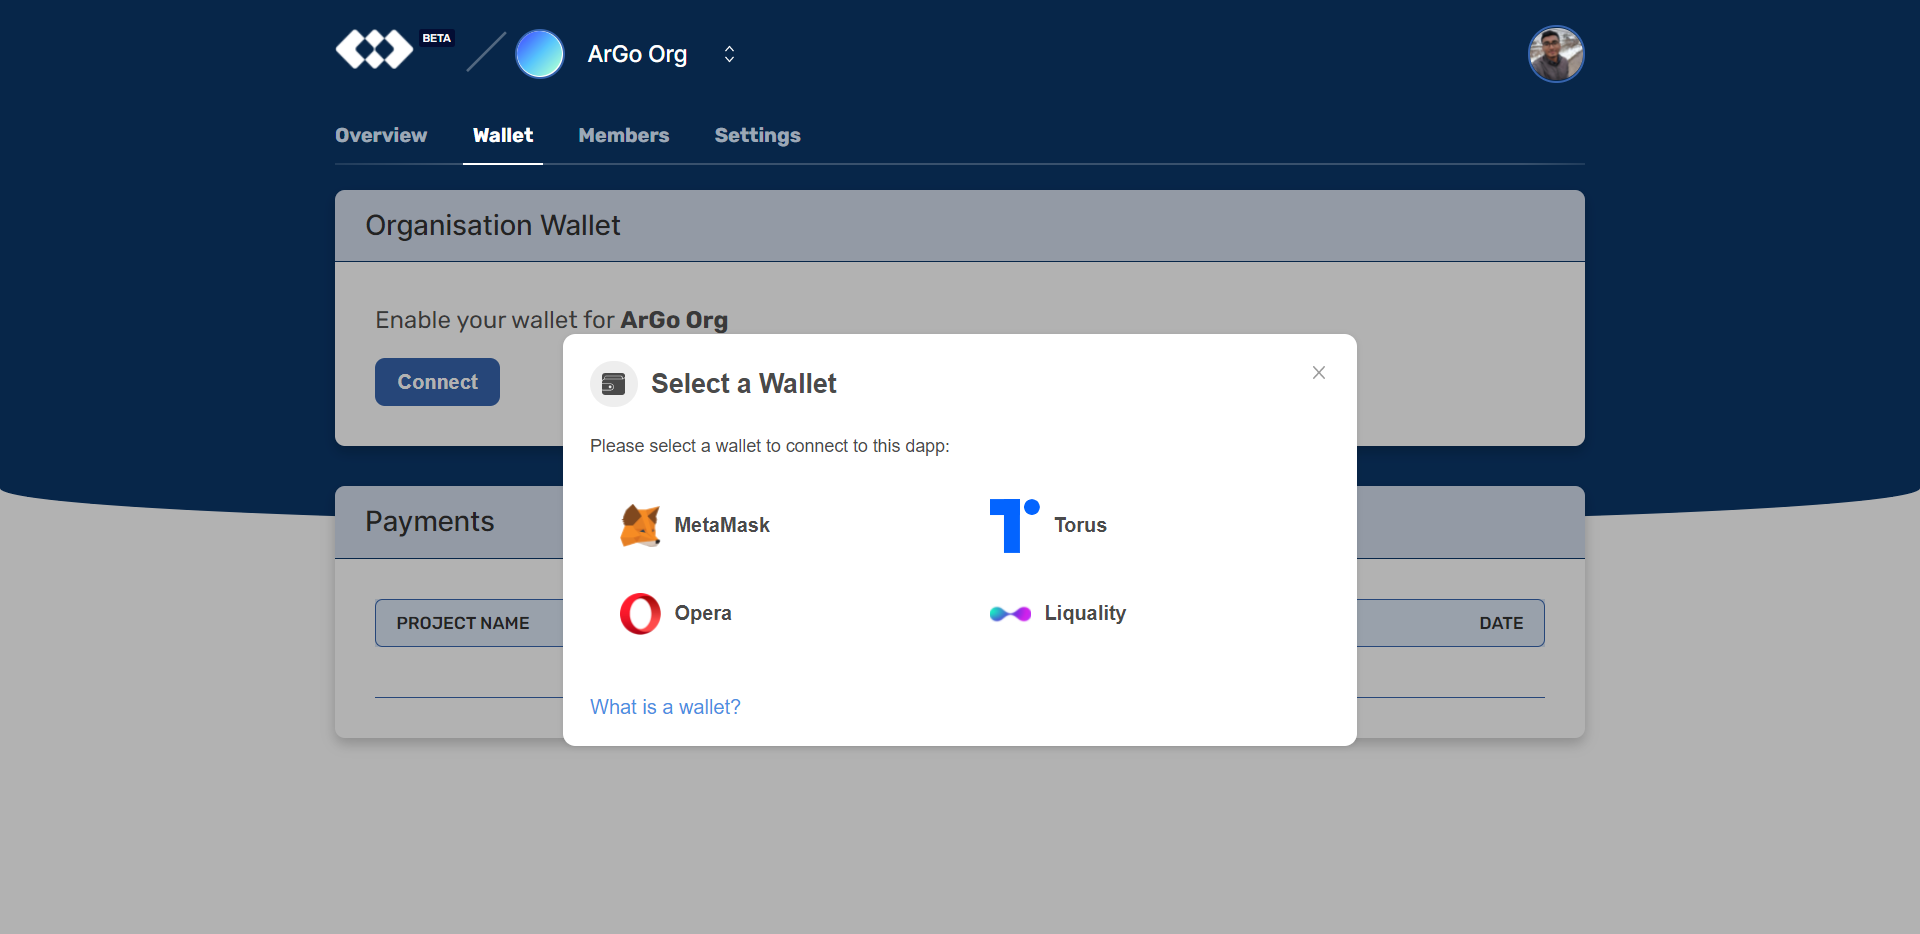 BETA
ArGo Org
Overview Wallet Members Settings
Organisation Wallet
Enable your wallet for ArGo Org
Connect
Select a Wallet
Please select a wallet to connect to this dapp:
MetaMask
Torus
Opera
Liquality
What is a wallet?
Payments
PROJECT NAME
DATE